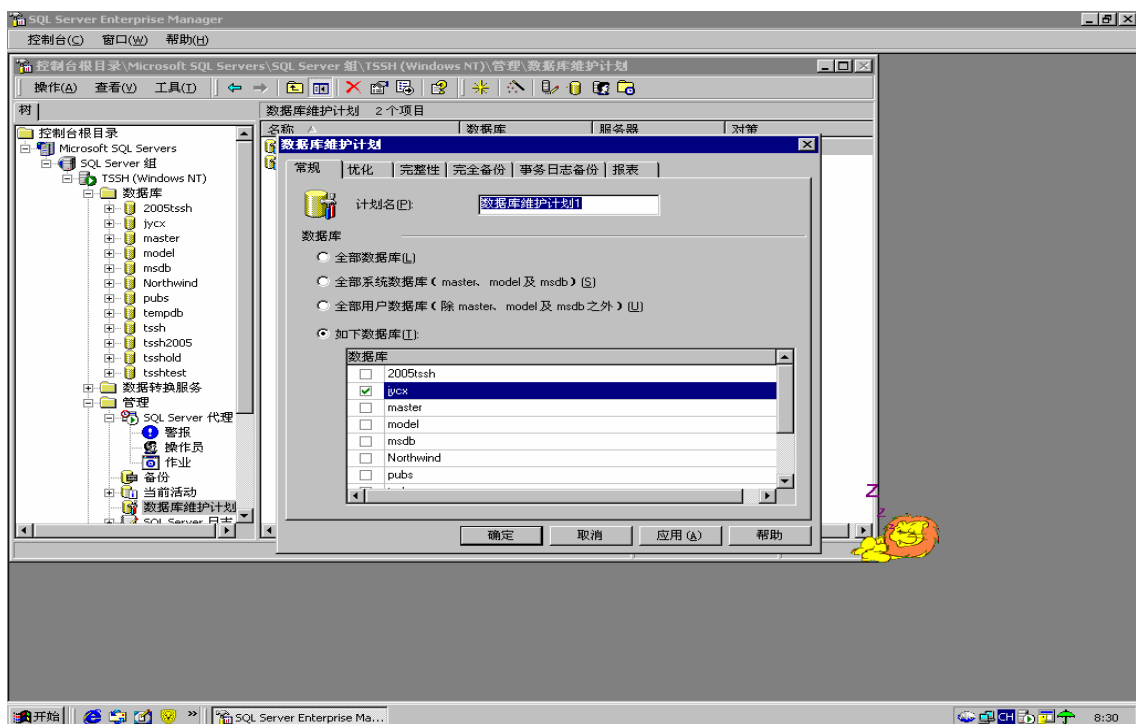 SQL Server Enterprise Manager
控制台(C) 窗口(W) 帮助(H)
控制台根目录\Microsoft SQL Servers\SQL Server 组\TSSH (Windows NT)\管理\数据库维护计划
操作(A) 查看(V) 工具(T)
树
数据库维护计划 2个项目
名称 数据库 服务器 对策
控制台根目录
Microsoft SQL Servers
SQL Server 组
TSSH (Windows NT)
数据库
2005tssh
jycx
master
model
msdb
Northwind
pubs
tempdb
tssh
tssh2005
tsshold
tsshtest
数据转换服务
管理
SQL Server 代理
警报
操作员
作业
备份
当前活动
数据库维护计划
SQL Server 日志
数据库维护计划
常规 优化 完整性 完全备份 事务日志备份 报表
计划名(P): 数据库维护计划1
数据库
全部数据库(L)
全部系统数据库(master、model 及 msdb)(S)
全部用户数据库(除 master、model 及 msdb 之外)(U)
如下数据库(T):
数据库
2005tssh
jycx
master
model
msdb
Northwind
pubs
确定 取消 应用(A) 帮助
Z
z
z
开始 » SQL Server Enterprise Ma... CH 8:30